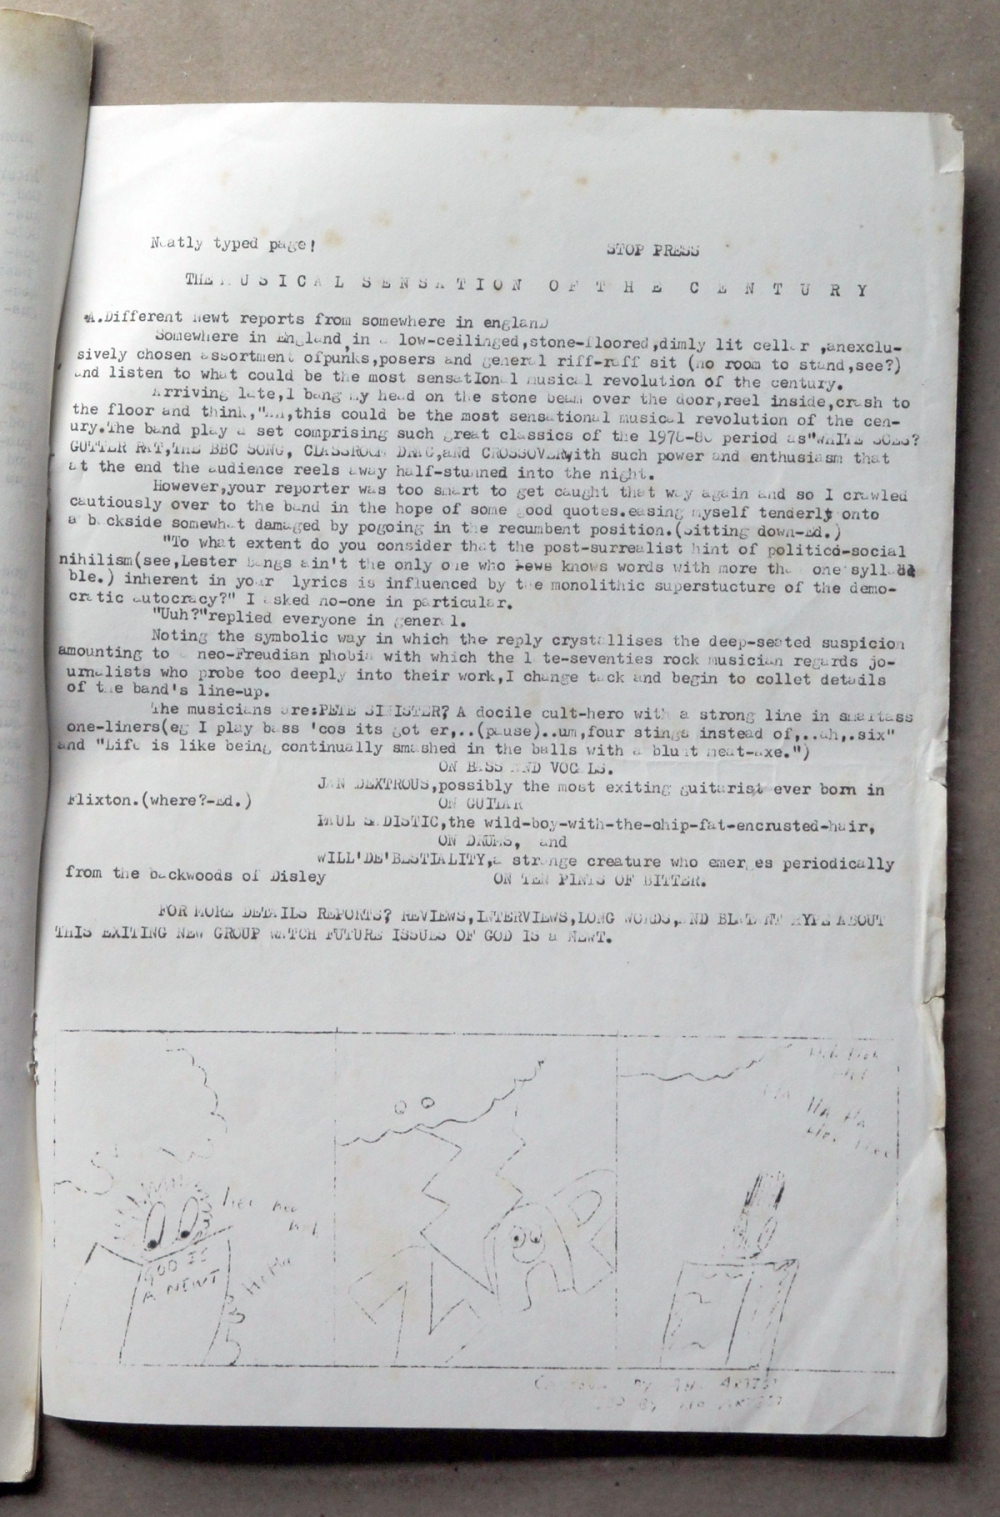 Neatly typed page! STOP PRESS
THE MUSICAL SENSATION OF THE CENTURY
A.Different newt reports from somewhere in england
Somewhere in England,in a low-ceilinged,stone-floored,dimly lit cellar ,anexclu-
sively chosen assortment ofpunks,posers and general riff-raff sit (no room to stand,see?)
and listen to what could be the most sensatIonal musical revolution of the century.
Arriving late,I bang my head on the stone beam over the door,reel inside,crash to
the floor and think,"Mm,this could be the most sensational musical revolution of the cen-
ury.The band play a set comprising such great classics of the 1976-80 period as"WHITE
GUTTER RAT,THE BBC SONG, CLASSROOM DRAG,and CROSSOVERwith such power and enthusiasm that
at the end the audience reels away half-stunned into the night.
However,your reporter was too smart to get caught that way again and so I crawled
cautiously over to the band in the hope of some good quotes.easing myself tenderly onto
a backside somewhat damaged by pogoing in the recumbent position.(Sitting down-Ed.)
"To what extent do you consider that the post-surrealist hint of politico-social
nihilism(see,Lester Bangs ain't the only one who knows words with more than one syll
ble.) inherent in your lyrics is influenced by the monolithic superstucture of the demo-
cratic autocracy?" I asked no-one in particular.
"Uuh?"replied everyone in general.
Noting the symbolic way in which the reply crystallises the deep-seated suspicion
amounting to a neo-Freudian phobia with which the late-seventies rock musician regards jo-
urnalists who probe too deeply into their work,I change tack and begin to collet details
of the band's line-up.
The musicians are:PETE SINISTER? A docile cult-hero with a strong line in smartass
one-liners(eg I play bass 'cos its got er,..(pause)..um,four stings instead of,..uh,.six"
and "Life is like being continually smashed in the balls with a blunt meat-axe.")
ON BASS AND VOCALS.
JAN DEXTROUS,possibly the most exiting guitarist ever born in
Flixton.(where?-Ed.) ON GUITAR
PAUL SADISTIC,the wild-boy-with-the-chip-fat-encrusted-hair,
ON DRUMS, and
WILL'DE'BESTIALITY,a strange creature who emerges periodically
from the backwoods of Disley ON TEN PINTS OF BITTER.
FOR MORE DETAILS REPORTS? REVIEWS,INTERVIEWS,LONG WORDS,AND BLATANT HYPE ABOUT
THIS EXITING NEW GROUP WATCH FUTURE ISSUES OF GOD IS a NEWT.
hee hee
GOD IS
A NEWT
Ha Ha
Ha Ha